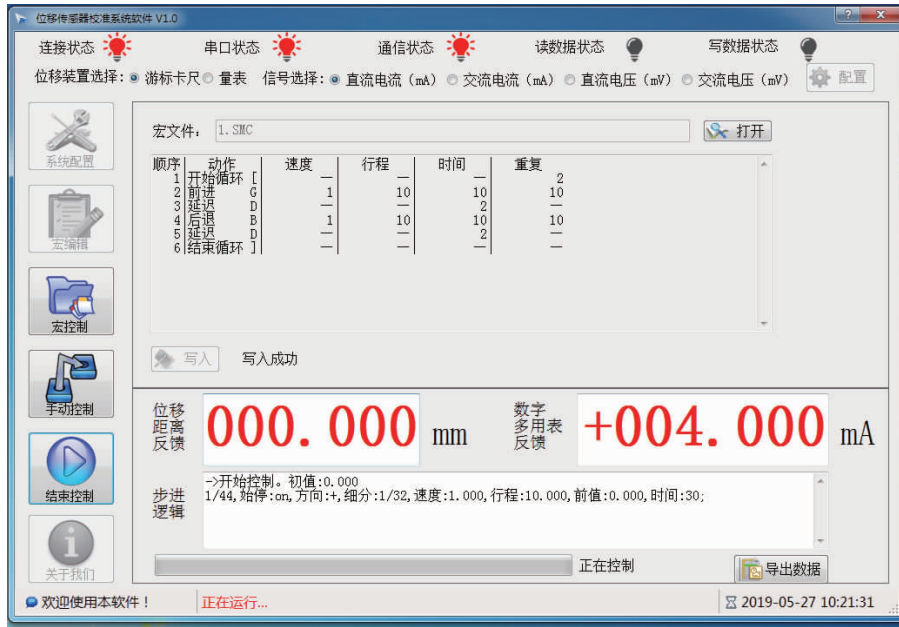 位移传感器校准系统软件 V1.0
连接状态 串口状态 通信状态 读数据状态 写数据状态
位移装置选择: 游标卡尺 量表 信号选择: 直流电流 (mA) 交流电流 (mA) 直流电压 (mV) 交流电压 (mV) 配置
系统配置
宏编辑
宏控制
手动控制
结束控制
关于我们
宏文件: 1.SMC 打开
顺序| 动作 | 速度 | 行程 | 时间 | 重复
1|开始循环 [ —| —| —| 2
2|前进 G 1| 10| 10| 10
3|延迟 D —| —| 2| —
4|后退 B 1| 10| 10| 10
5|延迟 D —| —| 2| —
6|结束循环 ] —| —| —| —
写入 写入成功
位移距离反馈 000.000 mm 数字多用表反馈 +004.000 mA
步进逻辑
->开始控制。初值:0.000
1/44,始停:on,方向:+,细分:1/32,速度:1.000,行程:10.000,前值:0.000,时间:30;
正在控制 导出数据
欢迎使用本软件! 正在运行... 2019-05-27 10:21:31